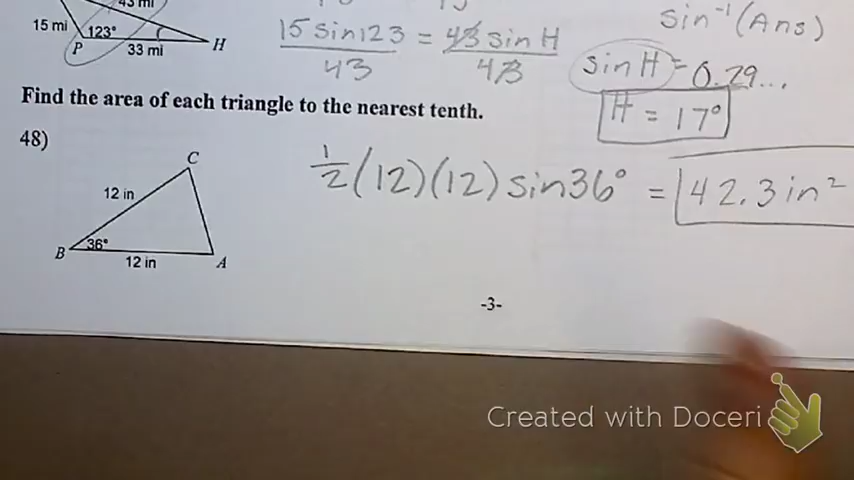 43 mi
15 mi
123°
P
33 mi
H
15 sin123 = 43 sin H
43 43
sin⁻¹(Ans)
sin H = 0.29...
H = 17°
Find the area of each triangle to the nearest tenth.
48)
C
12 in
B
36°
12 in
A
1/2 (12)(12) sin36° = 42.3 in²
-3-
Created with Doceri